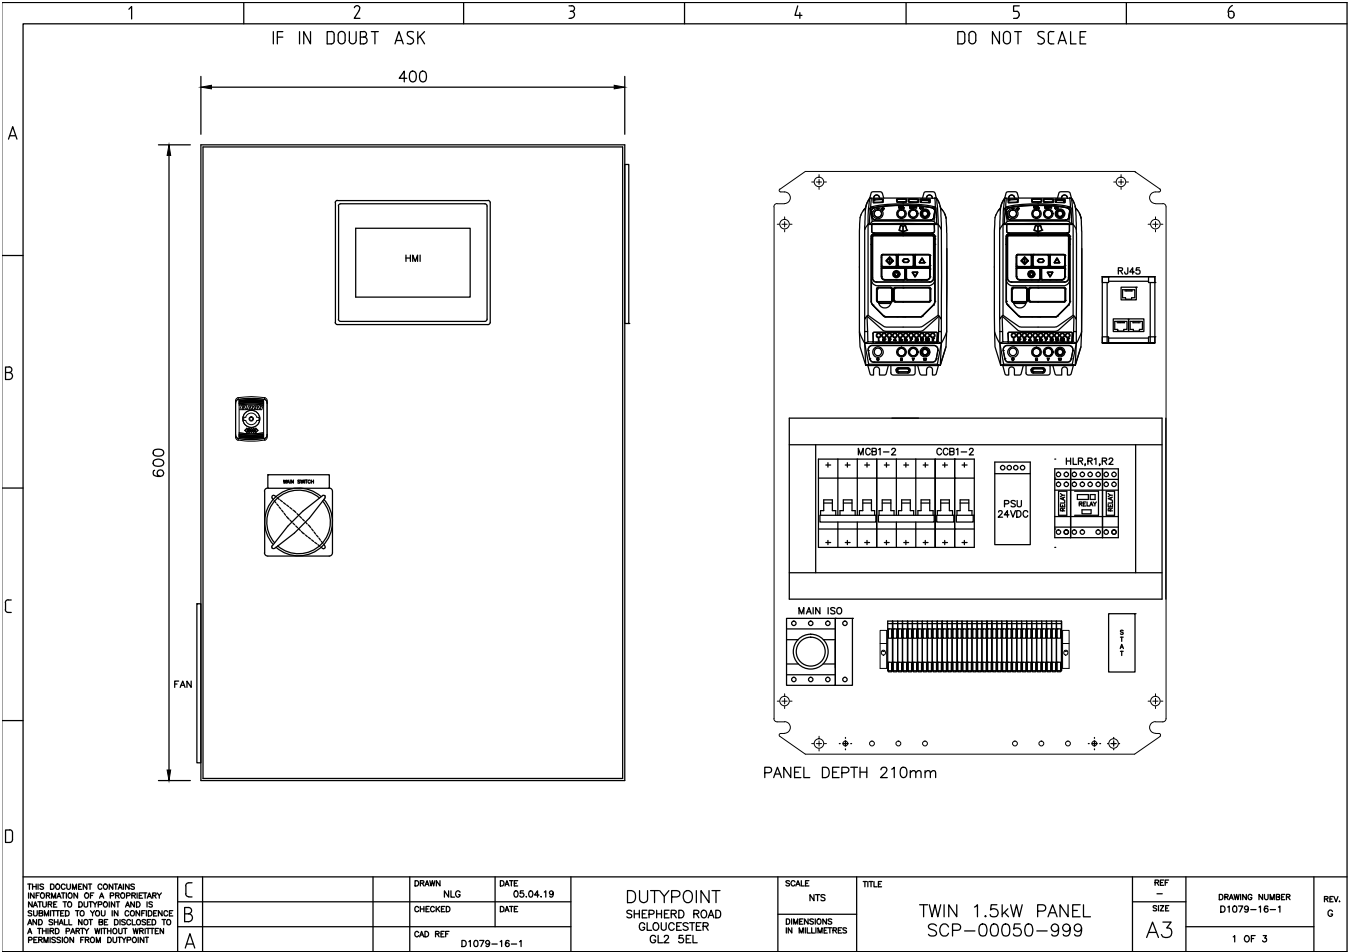 1 2 3 4 5 6
IF IN DOUBT ASK
DO NOT SCALE
400
A
B
C
D
600
HMI
MAIN SWITCH
FAN
RJ45
MCB1-2
CCB1-2
HLR,R1,R2
PSU
24VDC
RELAY
RELAY
RELAY
MAIN ISO
STAT
PANEL DEPTH 210mm
THIS DOCUMENT CONTAINS
INFORMATION OF A PROPRIETARY
NATURE TO DUTYPOINT AND IS
SUBMITTED TO YOU IN CONFIDENCE
AND SHALL NOT BE DISCLOSED TO
A THIRD PARTY WITHOUT WRITTEN
PERMISSION FROM DUTYPOINT
C
B
A
DRAWN
NLG
DATE
05.04.19
CHECKED
DATE
CAD REF
D1079-16-1
DUTYPOINT
SHEPHERD ROAD
GLOUCESTER
GL2 5EL
SCALE
NTS
DIMENSIONS
IN MILLIMETRES
TITLE
TWIN 1.5kW PANEL
SCP-00050-999
REF
-
SIZE
A3
DRAWING NUMBER
D1079-16-1
1 OF 3
REV.
G